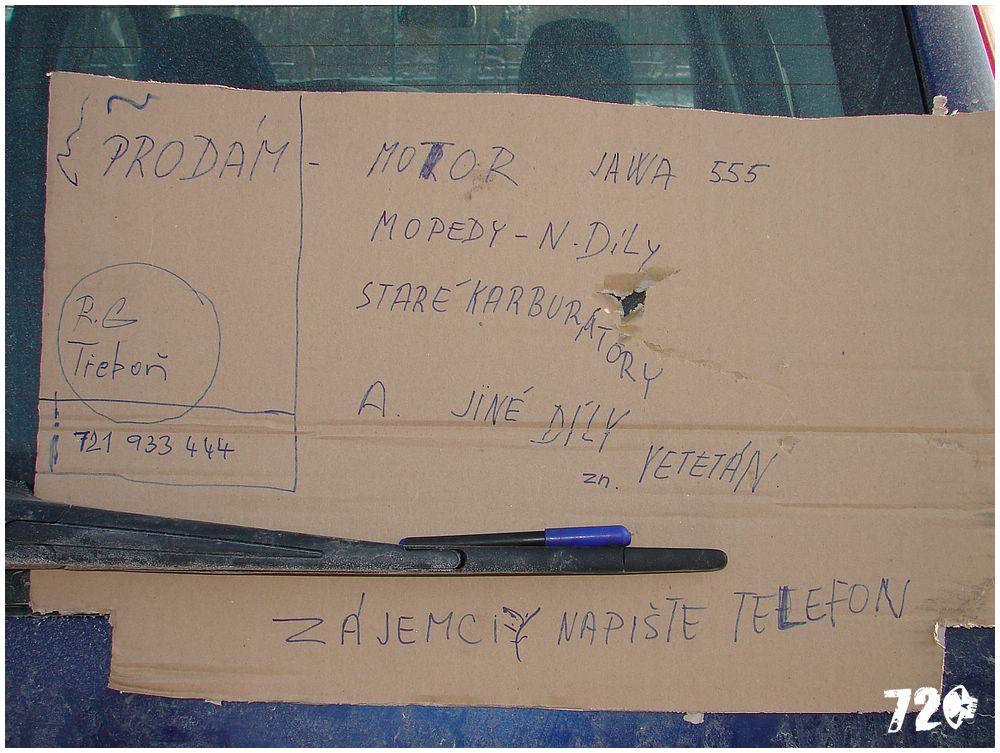 PRODÁM - MOTOR JAWA 555
MOPEDY - N. DíLY
STARÉ KARBURÁTORY
R.G
Třeboň
A. JINÉ DÍLY
721 933 444
zn. VETETÁN
ZÁJEMCI NAPIŠTE TELEFON
720